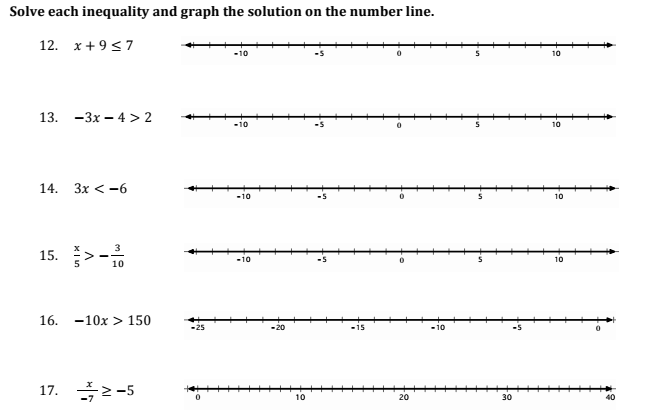 Solve each inequality and graph the solution on the number line.
12. x + 9 ≤ 7
-10 -5 0 5 10
13. −3x − 4 > 2
-10 -5 0 5 10
14. 3x < −6
-10 -5 0 5 10
15. x/5 > −3/10
-10 -5 0 5 10
16. −10x > 150
-25 -20 -15 -10 -5 0
17. x/−7 ≥ −5
0 10 20 30 40